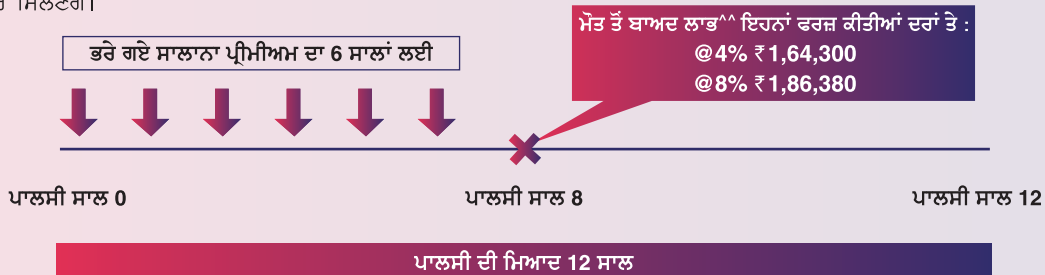 ਮਿਲਣਗੇ।
ਭਰੇ ਗਏ ਸਾਲਾਨਾ ਪ੍ਰੀਮੀਅਮ ਦਾ 6 ਸਾਲਾਂ ਲਈ
ਮੌਤ ਤੋਂ ਬਾਅਦ ਲਾਭ^^ ਇਹਨਾਂ ਫਰਜ਼ ਕੀਤੀਆਂ ਦਰਾਂ ਤੇ :
@4% ₹1,64,300
@8% ₹1,86,380
ਪਾਲਸੀ ਸਾਲ 0
ਪਾਲਸੀ ਸਾਲ 8
ਪਾਲਸੀ ਸਾਲ 12
ਪਾਲਸੀ ਦੀ ਮਿਆਦ 12 ਸਾਲ